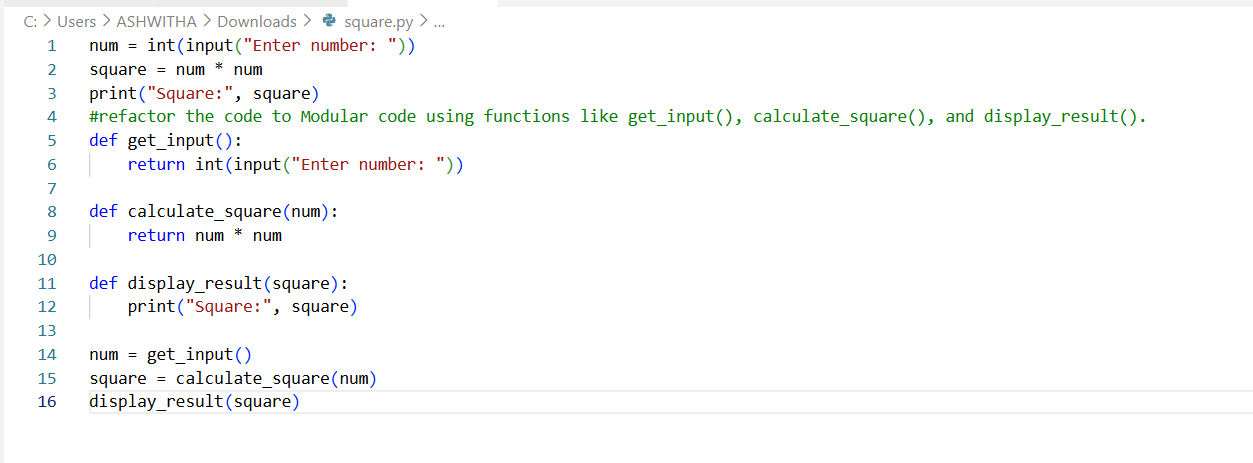 C: > Users > ASHWITHA > Downloads > square.py > ...
1 num = int(input("Enter number: "))
2 square = num * num
3 print("Square:", square)
4 #refactor the code to Modular code using functions like get_input(), calculate_square(), and display_result().
5 def get_input():
6     return int(input("Enter number: "))
7
8 def calculate_square(num):
9     return num * num
10
11 def display_result(square):
12     print("Square:", square)
13
14 num = get_input()
15 square = calculate_square(num)
16 display_result(square)